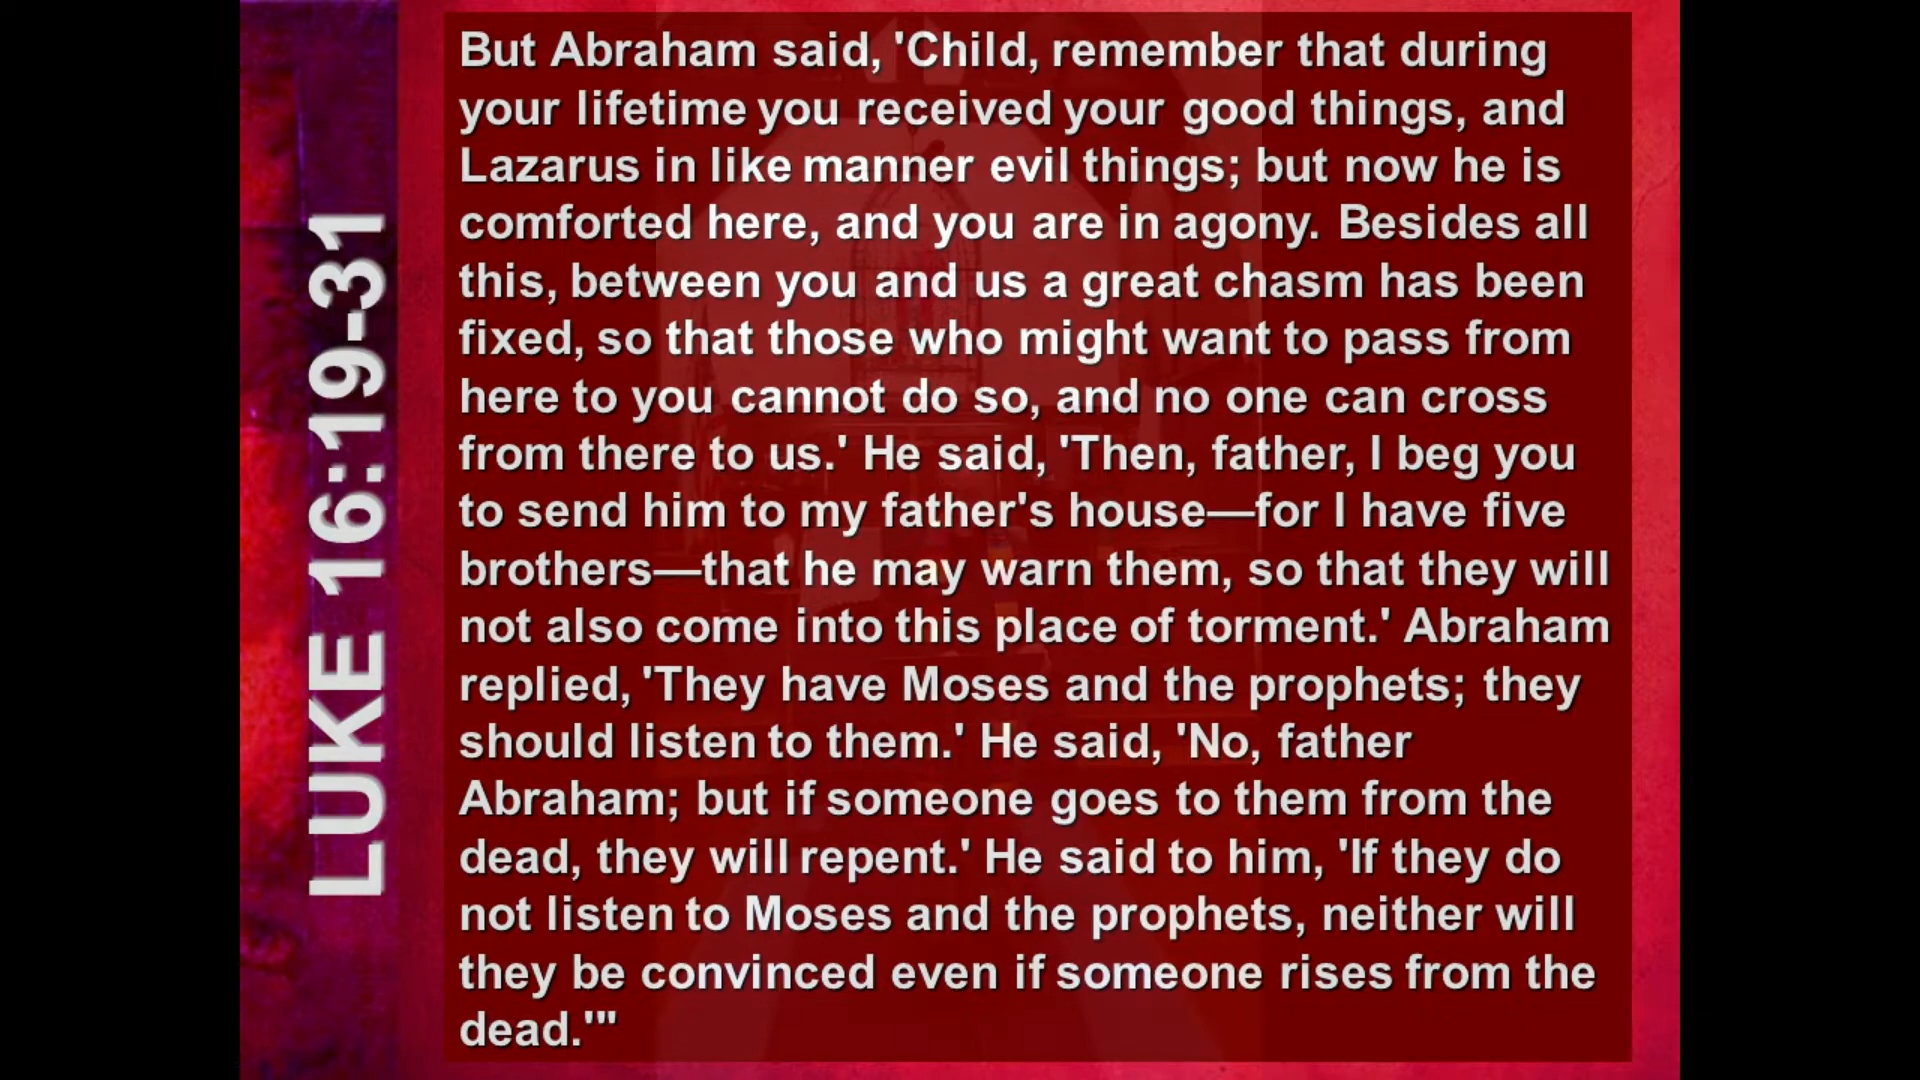 LUKE 16:19-31
But Abraham said, 'Child, remember that during
your lifetime you received your good things, and
Lazarus in like manner evil things; but now he is
comforted here, and you are in agony. Besides all
this, between you and us a great chasm has been
fixed, so that those who might want to pass from
here to you cannot do so, and no one can cross
from there to us.' He said, 'Then, father, I beg you
to send him to my father's house—for I have five
brothers—that he may warn them, so that they will
not also come into this place of torment.' Abraham
replied, 'They have Moses and the prophets; they
should listen to them.' He said, 'No, father
Abraham; but if someone goes to them from the
dead, they will repent.' He said to him, 'If they do
not listen to Moses and the prophets, neither will
they be convinced even if someone rises from the
dead.'"